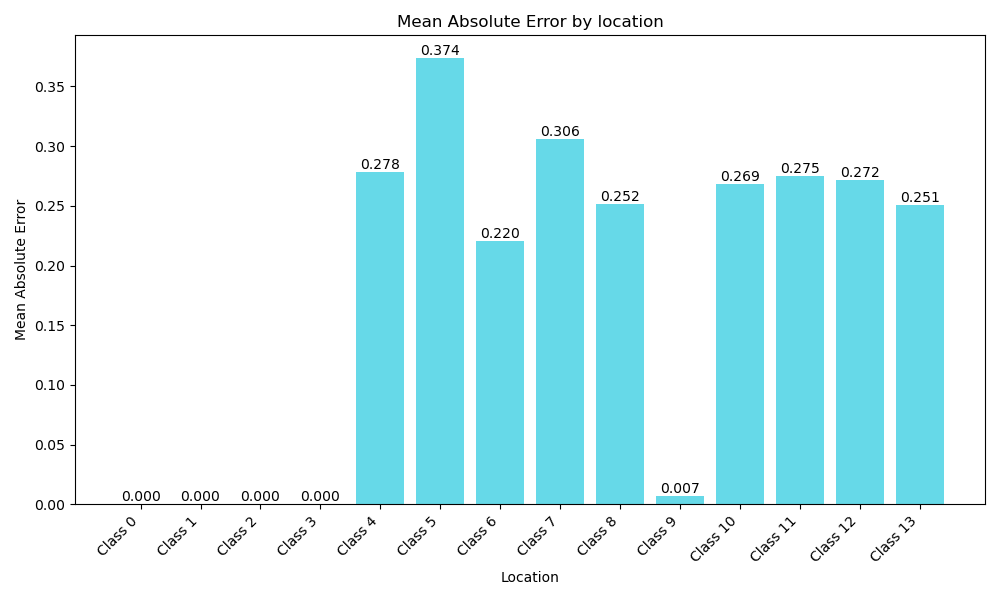 Mean Absolute Error by location
Mean Absolute Error
0.35
0.30
0.25
0.20
0.15
0.10
0.05
0.00
0.000
0.000
0.000
0.000
0.278
0.374
0.220
0.306
0.252
0.007
0.269
0.275
0.272
0.251
Class 0
Class 1
Class 2
Class 3
Class 4
Class 5
Class 6
Class 7
Class 8
Class 9
Class 10
Class 11
Class 12
Class 13
Location